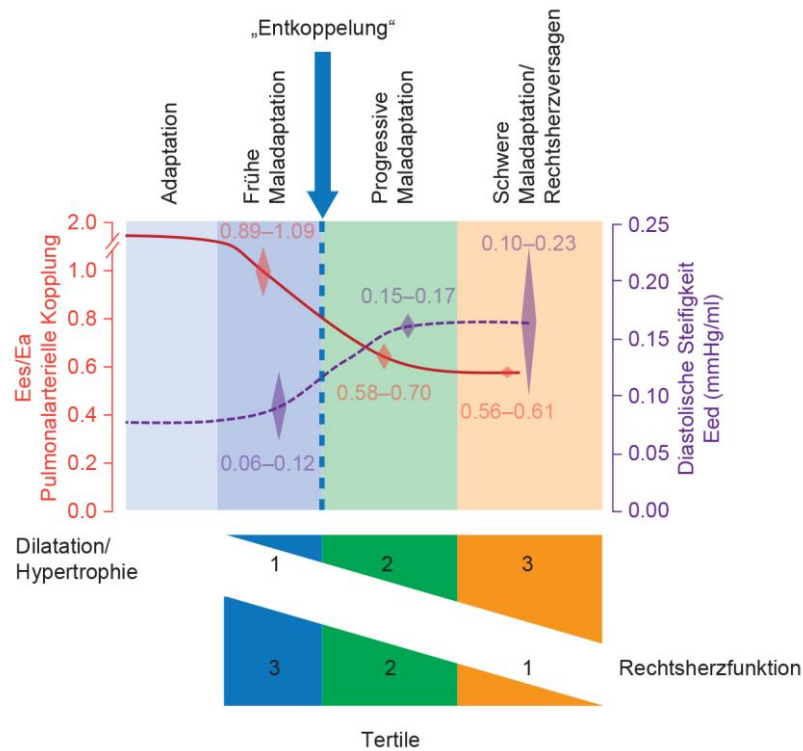 „Entkoppelung“
Adaptation
Frühe
Maladaptation
Progressive
Maladaptation
Schwere
Maladaptation/
Rechtsherzversagen
Ees/Ea
Pulmonalarterielle Kopplung
2.0
1.0
0.8
0.6
0.4
0.2
0.0
0.89–1.09
0.10–0.23
0.15–0.17
0.58–0.70
0.56–0.61
0.06–0.12
0.25
0.20
0.15
0.10
0.05
0.00
Diastolische Steifigkeit
Eed (mmHg/ml)
Dilatation/
Hypertrophie
1
2
3
3
2
1
Rechtsherzfunktion
Tertile